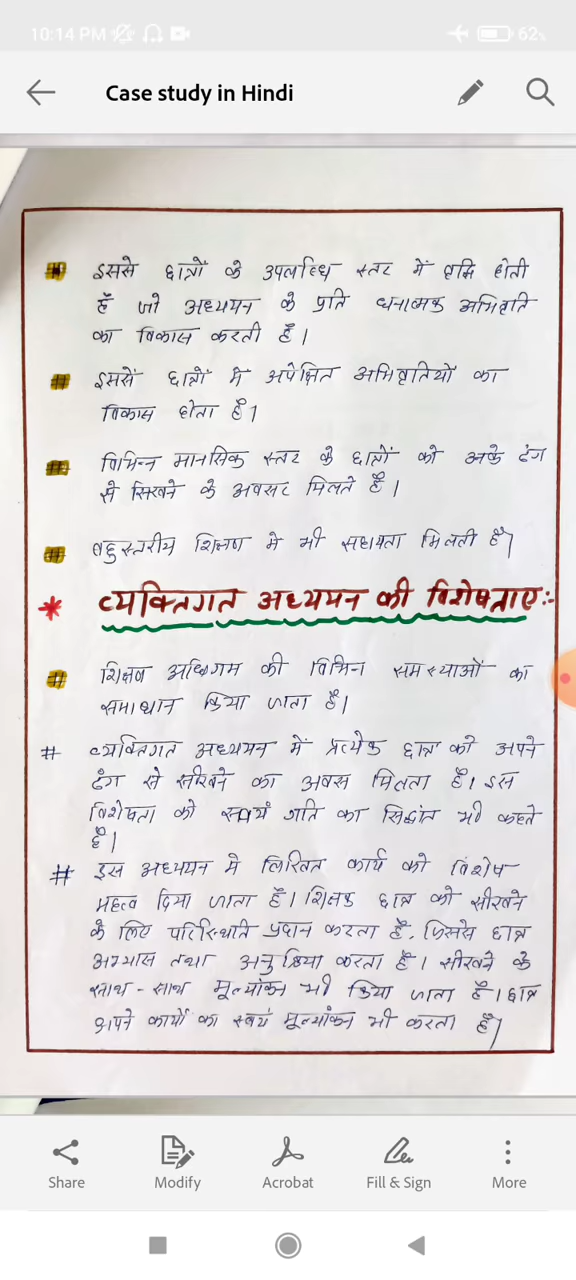 10:14 PM
62%
Case study in Hindi
# इससे छात्रों के उपलब्धि स्तर में वृद्धि होती
है जो अध्ययन के प्रति धनात्मक अभिवृति
का विकास करती है।
# इससें छात्रों मे अपेक्षित अभिवृतियों का
विकास होता है।
# विभिन्न मानसिक स्तर के छात्रों को अके ढंग
से सिखने के अवसर मिलते है।
# बहुस्तरीय शिक्षण मे भी सहायता मिलती है।
* व्यक्तिगत अध्ययन की विशेषताए:-
# शिक्षण अधिगम की विभिन समस्याओं का
समाधान किया जाता है।
# व्यक्तिगत अध्ययन में प्रत्येक छात्र को अपने
ढंग से सीखने का अवस मिलता है। इस
विशेषता को स्वयं गति का सिद्धांत भी कहते
है।
# इस अध्ययन मे लिखित कार्य को विशेष
महत्व दिया जाता है। शिक्षक छात्र को सीखने
के लिए परिस्थिति प्रदान करता है, जिससे छात्र
अभ्यास तथा अनुक्रिया करता है। सीखने के
साथ-साथ मूल्यांकन भी किया जाता है। छात्र
अपने कार्यो का स्वयं मूल्यांकन भी करता है।
Share Modify Acrobat Fill & Sign More